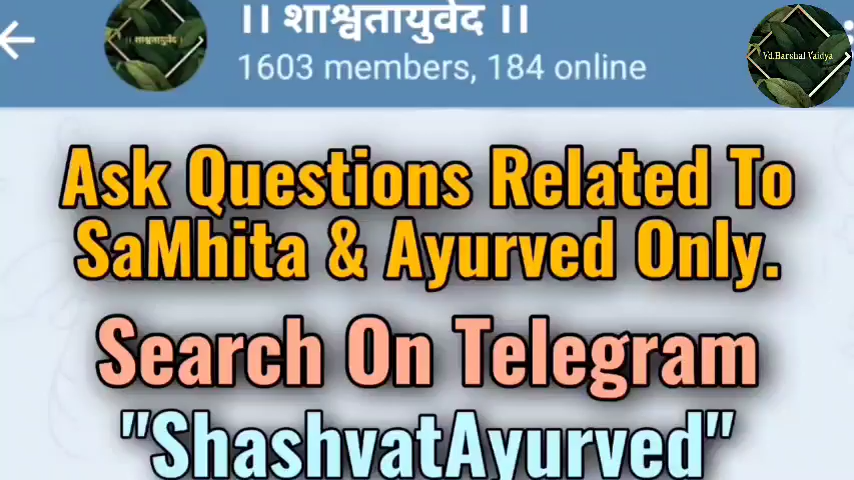 ।। शाश्वतायुवेद ।।
1603 members, 184 online
।। शाश्वतायुवेद ।।
Vd.Harshal Vaidya
Ask Questions Related To
SaMhita & Ayurved Only.
Search On Telegram
"ShashvatAyurved"